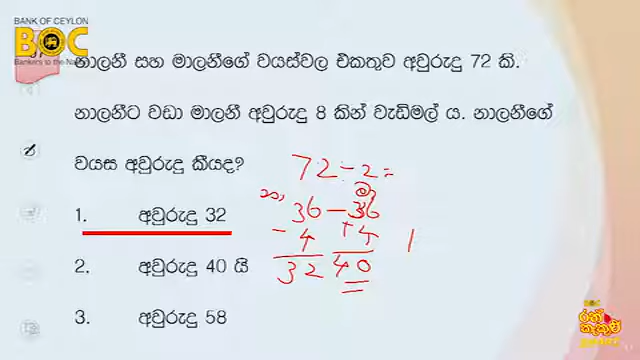 BANK OF CEYLON
BOC
Bankers to the Nation
නාලනී සහ මාලනීගේ වයස්වල එකතුව අවුරුදු 72 කි.
නාලනීට වඩා මාලනී අවුරුදු 8 කින් වැඩිමල් ය. නාලනීගේ
වයස අවුරුදු කීයද?
72 – 2 =
නා මා
36 – 36
1. අවුරුදු 32
- 4 + 4
2. අවුරුදු 40 යි
32 40
3. අවුරුදු 58
BOC